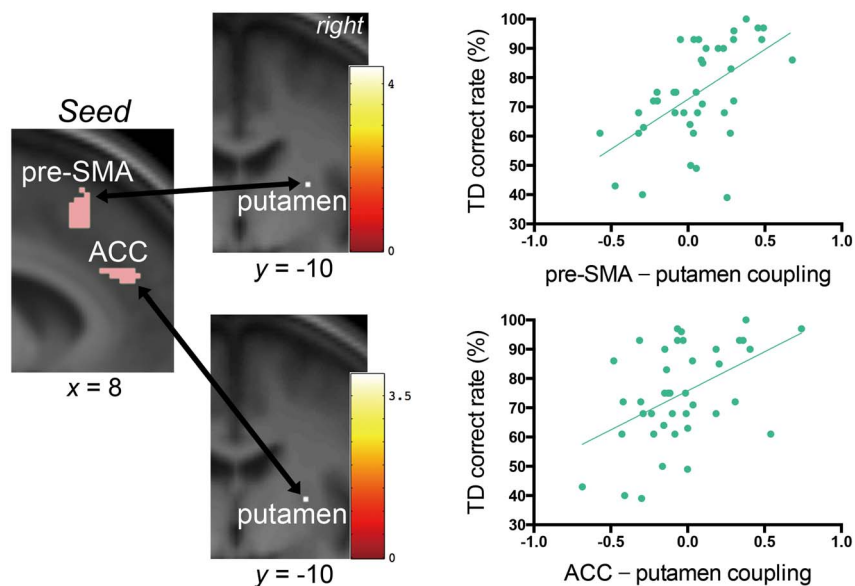 Seed
pre-SMA
ACC
x = 8
right
4
0
putamen
y = -10
3.5
0
putamen
y = -10
TD correct rate (%)
100
90
80
70
60
50
40
30
-1.0 -0.5 0.0 0.5 1.0
pre-SMA – putamen coupling
TD correct rate (%)
100
90
80
70
60
50
40
30
-1.0 -0.5 0.0 0.5 1.0
ACC – putamen coupling